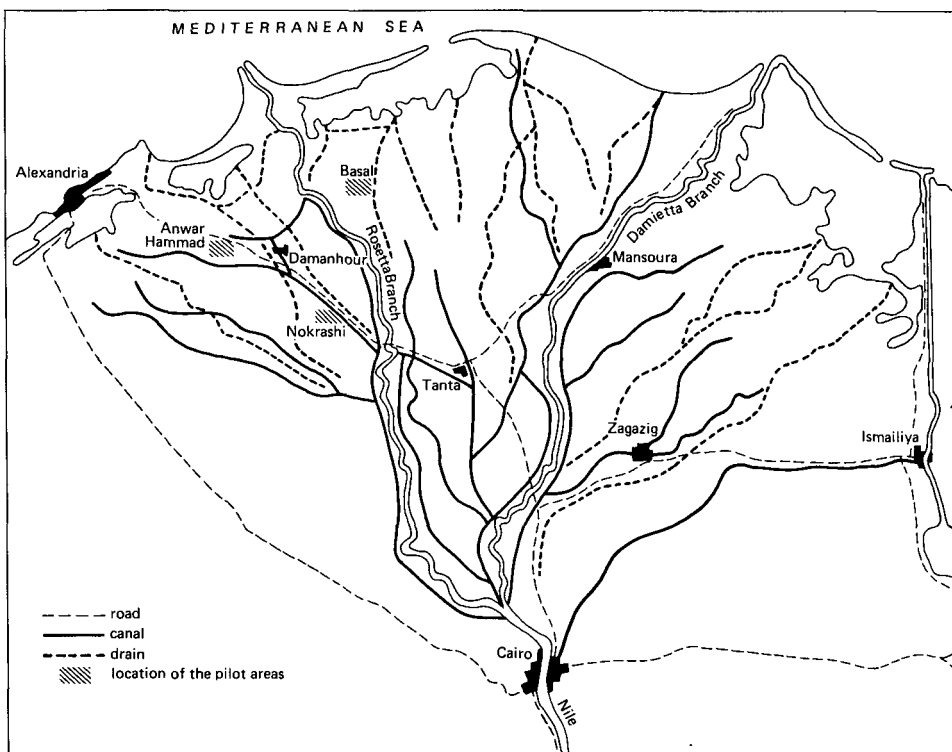 MEDITERRANEAN SEA
Alexandria
Basal
Anwar
Hammad
Damanhour
Rosetta Branch
Damietta Branch
Mansoura
Nokrashi
Tanta
Zagazig
Ismailiya
road
canal
drain
location of the pilot areas
Cairo
Nile